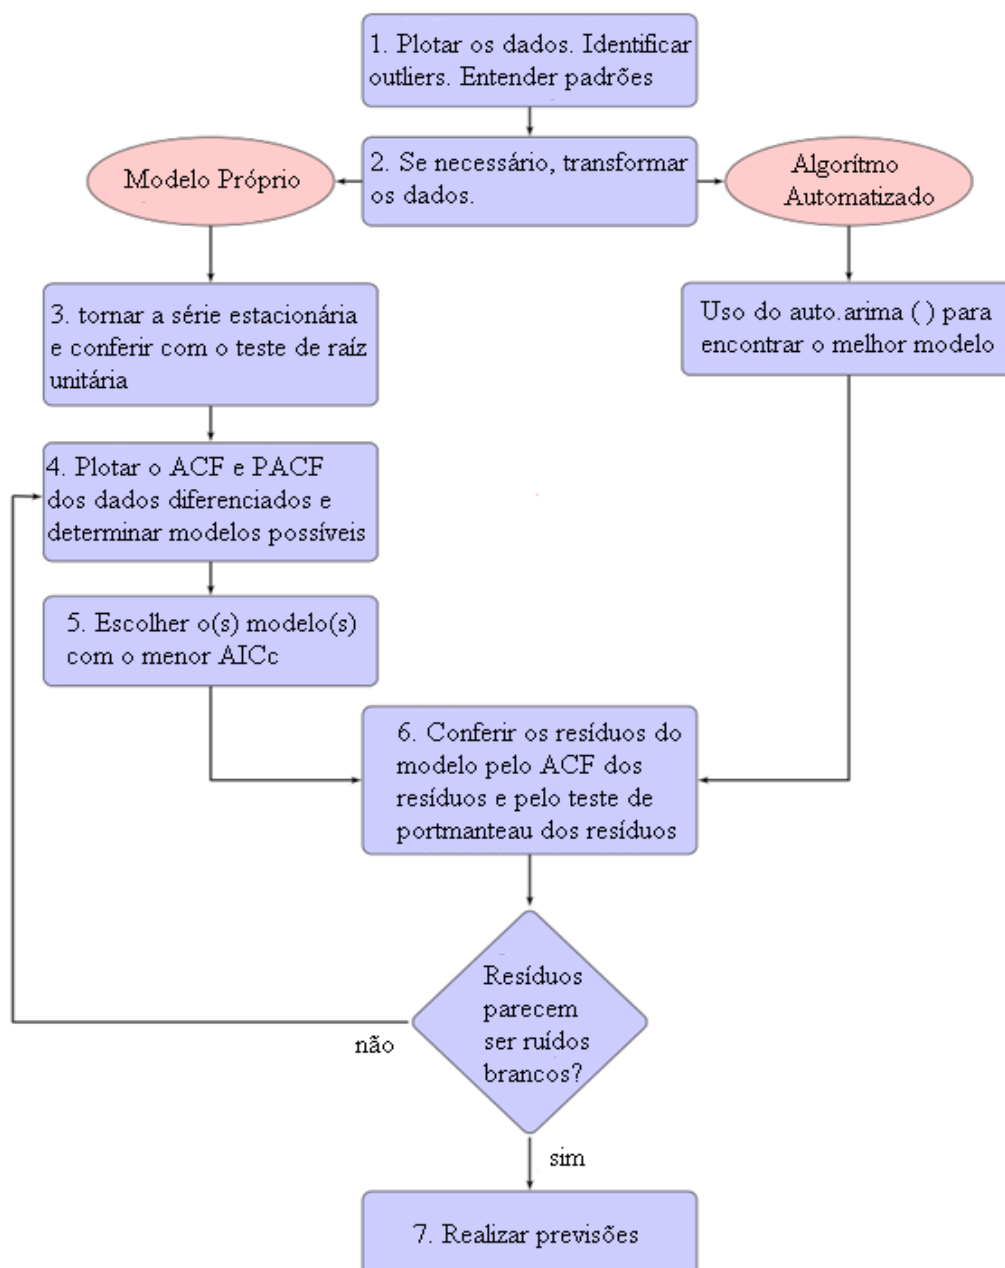 1. Plotar os dados. Identificar
outliers. Entender padrões
2. Se necessário, transformar
os dados.
Modelo Próprio
Algorítmo
Automatizado
3. tornar a série estacionária
e conferir com o teste de raíz
unitária
Uso do auto.arima ( ) para
encontrar o melhor modelo
4. Plotar o ACF e PACF
dos dados diferenciados e
determinar modelos possíveis
5. Escolher o(s) modelo(s)
com o menor AICc
6. Conferir os resíduos do
modelo pelo ACF dos
resíduos e pelo teste de
portmanteau dos resíduos
Resíduos
parecem
ser ruídos
brancos?
não
sim
7. Realizar previsões